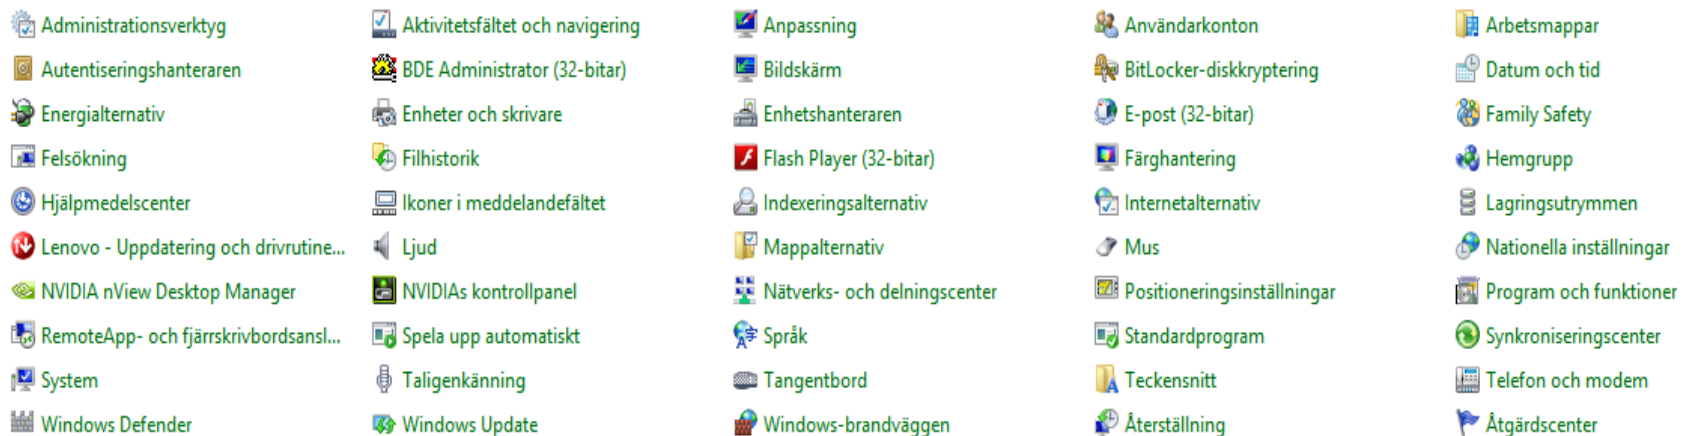 Administrationsverktyg
Aktivitetsfältet och navigering
Anpassning
Användarkonton
Arbetsmappar
Autentiseringshanteraren
BDE Administrator (32-bitar)
Bildskärm
BitLocker-diskkryptering
Datum och tid
Energialternativ
Enheter och skrivare
Enhetshanteraren
E-post (32-bitar)
Family Safety
Felsökning
Filhistorik
Flash Player (32-bitar)
Färghantering
Hemgrupp
Hjälpmedelscenter
Ikoner i meddelandefältet
Indexeringsalternativ
Internetalternativ
Lagringsutrymmen
Lenovo - Uppdatering och drivrutine...
Ljud
Mappalternativ
Mus
Nationella inställningar
NVIDIA nView Desktop Manager
NVIDIAs kontrollpanel
Nätverks- och delningscenter
Positioneringsinställningar
Program och funktioner
RemoteApp- och fjärrskrivbordsansl...
Spela upp automatiskt
Språk
Standardprogram
Synkroniseringscenter
System
Taligenkänning
Tangentbord
Teckensnitt
Telefon och modem
Windows Defender
Windows Update
Windows-brandväggen
Återställning
Åtgärdscenter